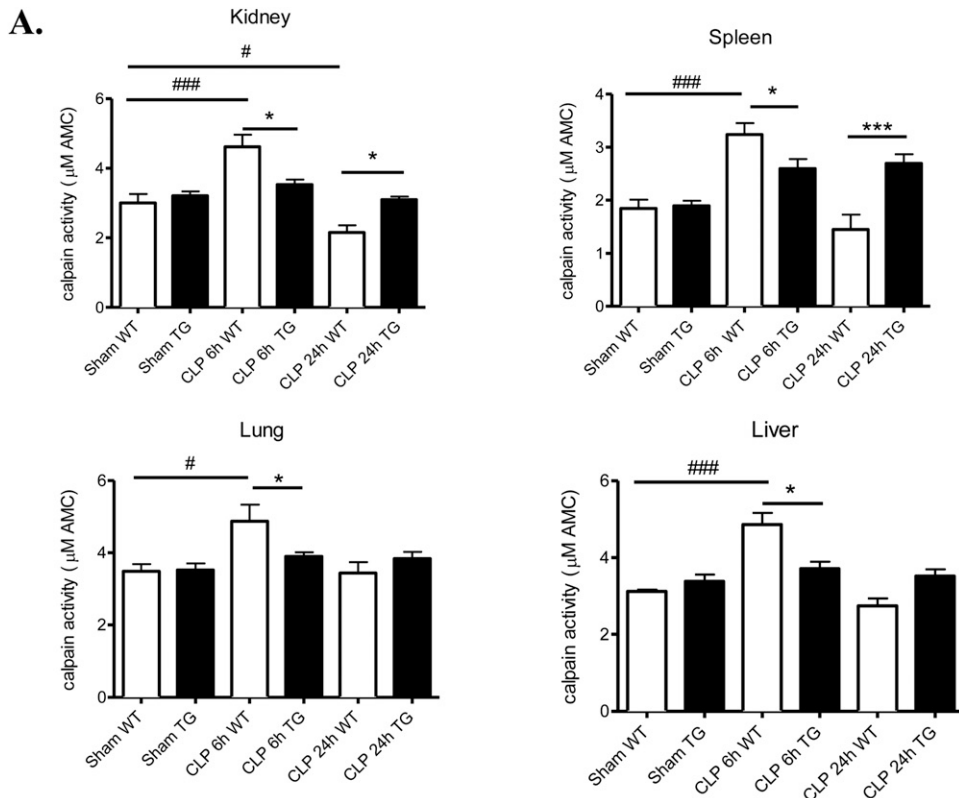 A.
Kidney
#
###
*
*
6
4
2
0
calpain activity ( μM AMC)
Sham WT
Sham TG
CLP 6h WT
CLP 6h TG
CLP 24h WT
CLP 24h TG
Spleen
###
*
***
4
3
2
1
0
calpain activity ( μM AMC)
Sham WT
Sham TG
CLP 6h WT
CLP 6h TG
CLP 24h WT
CLP 24h TG
Lung
#
*
6
4
2
0
calpain activity ( μM AMC)
Sham WT
Sham TG
CLP 6h WT
CLP 6h TG
CLP 24h WT
CLP 24h TG
Liver
###
*
6
4
2
0
calpain activity ( μM AMC)
Sham WT
Sham TG
CLP 6h WT
CLP 6h TG
CLP 24h WT
CLP 24h TG